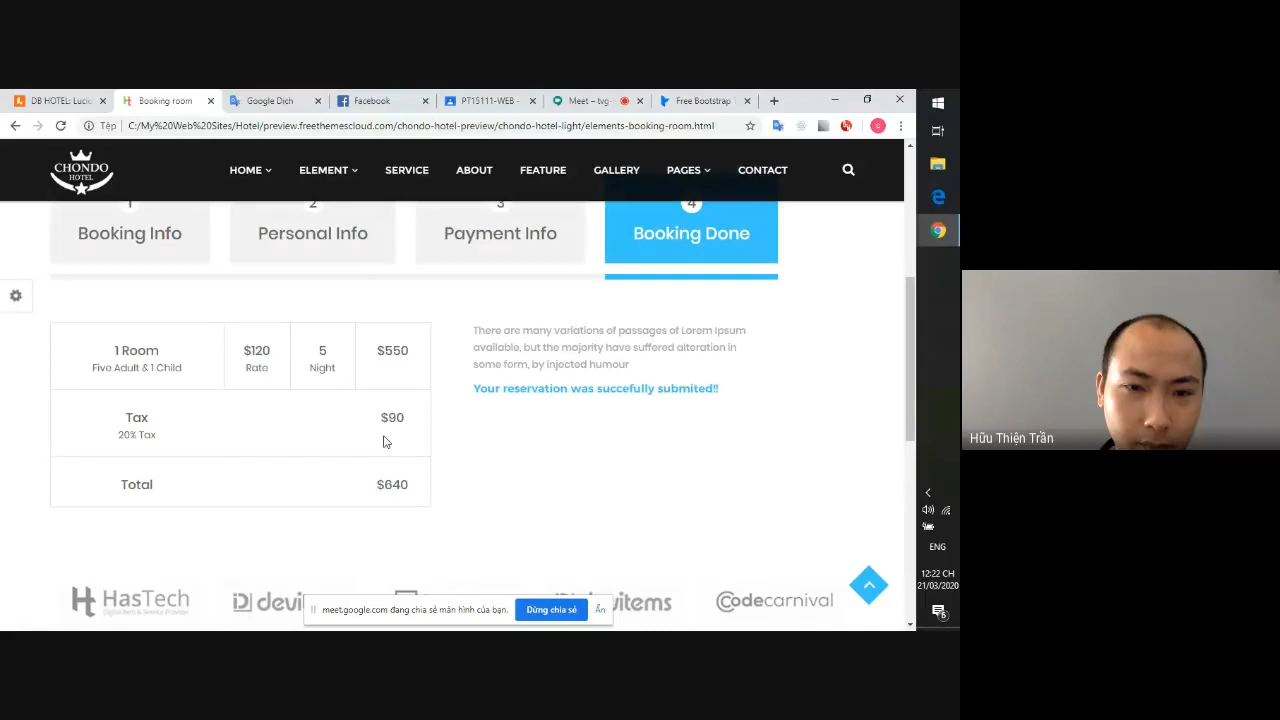 DB HOTEL: Luciu
Booking room
Google Dịch
Facebook
PT15111-WEB -
Meet – tvg-
Free Bootstrap T
Tệp
C:/My%20Web%20Sites/Hotel/preview.freethemescloud.com/chondo-hotel-preview/chondo-hotel-light/elements-booking-room.html
CHONDO
HOTEL
HOME
ELEMENT
SERVICE
ABOUT
FEATURE
GALLERY
PAGES
CONTACT
1
2
3
4
Booking Info
Personal Info
Payment Info
Booking Done
1 Room
Five Adult & 1 Child
$120
Rate
5
Night
$550
Tax
20% Tax
$90
Total
$640
There are many variations of passages of Lorem Ipsum
available, but the majority have suffered alteration in
some form, by injected humour
Your reservation was succefully submited!!
HasTech
devi
items
Codecarnival
meet.google.com đang chia sẻ màn hình của bạn.
Dừng chia sẻ
Ẩn
ENG
12:22 CH
21/03/2020
Hữu Thiện Trần